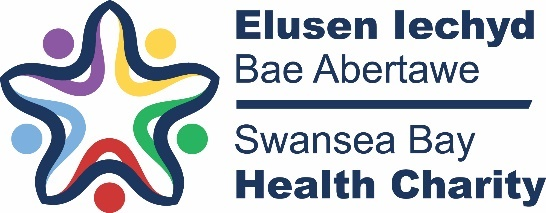 Elusen Iechyd
Bae Abertawe
Swansea Bay
Health Charity